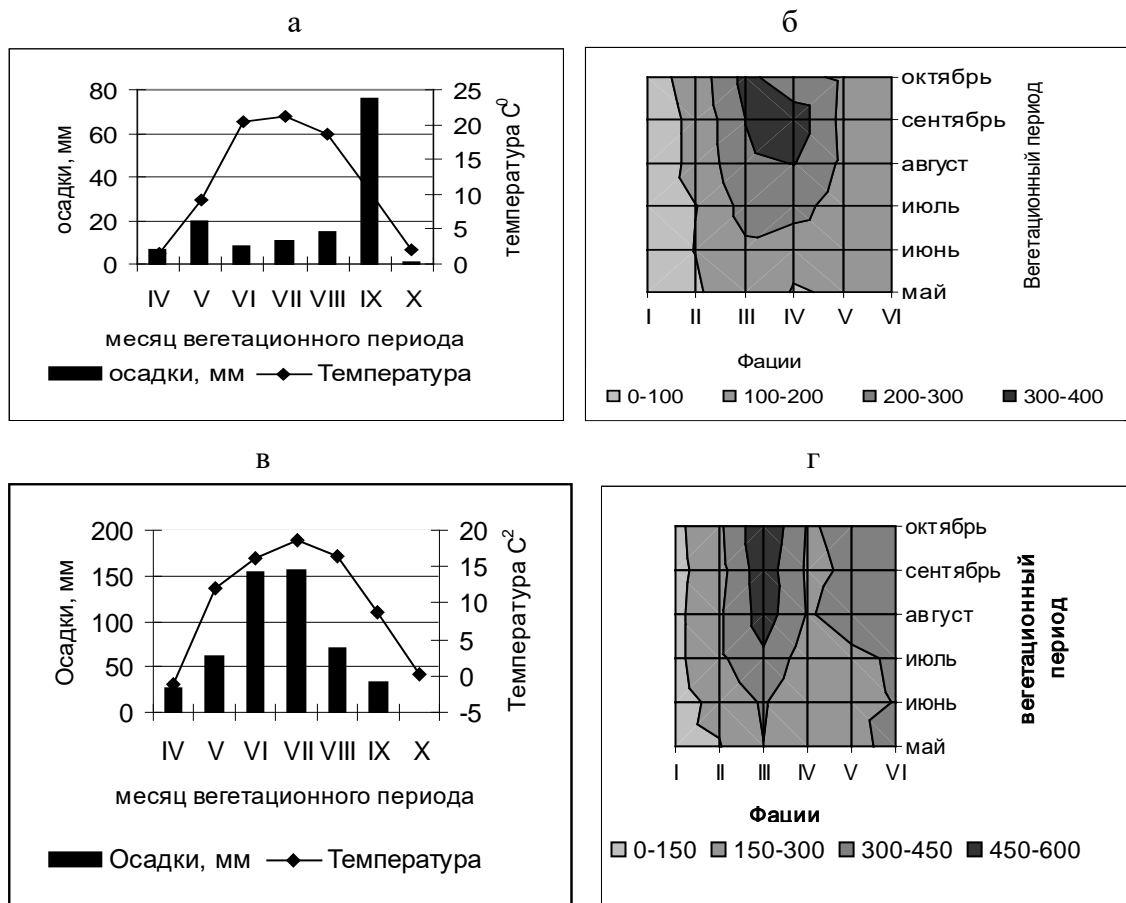 а
80
60
40
20
0
осадки, мм
25
20
15
10
5
0
температура С⁰
IV V VI VII VIII IX X
месяц вегетационного периода
осадки, мм Температура
б
октябрь
сентябрь
август
июль
июнь
май
Вегетационный период
I II III IV V VI
Фации
0-100 100-200 200-300 300-400
в
200
150
100
50
0
Осадки, мм
20
15
10
5
0
-5
Температура С²
IV V VI VII VIII IX X
месяц вегетационного периода
Осадки, мм Температура
г
октябрь
сентябрь
август
июль
июнь
май
вегетационный
период
I II III IV V VI
Фации
0-150 150-300 300-450 450-600